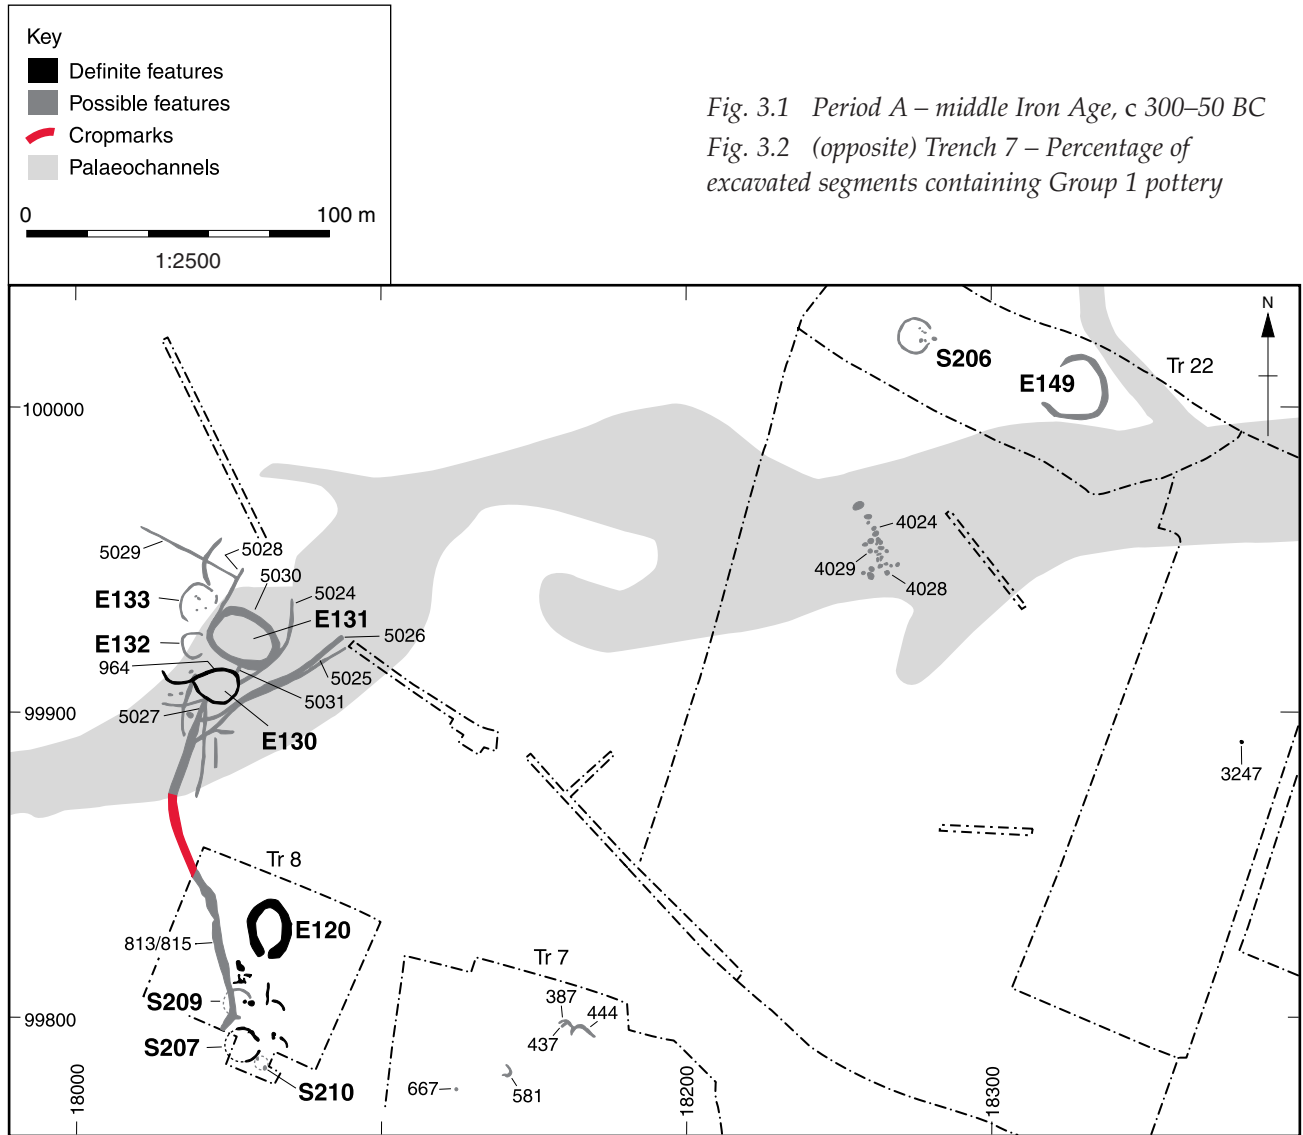 Key
Definite features
Possible features
Cropmarks
Palaeochannels
0 100 m
1:2500
Fig. 3.1 Period A – middle Iron Age, c 300–50 BC
Fig. 3.2 (opposite) Trench 7 – Percentage of
excavated segments containing Group 1 pottery
N
S206
Tr 22
E149
100000
4024
5029
5028
4029
5030
4028
E133
5024
E131
E132
5026
964
5025
5031
5027
99900
E130
3247
Tr 8
E120
813/815
Tr 7
387
S209
444
99800
437
S207
667
581
S210
18000
18200
18300